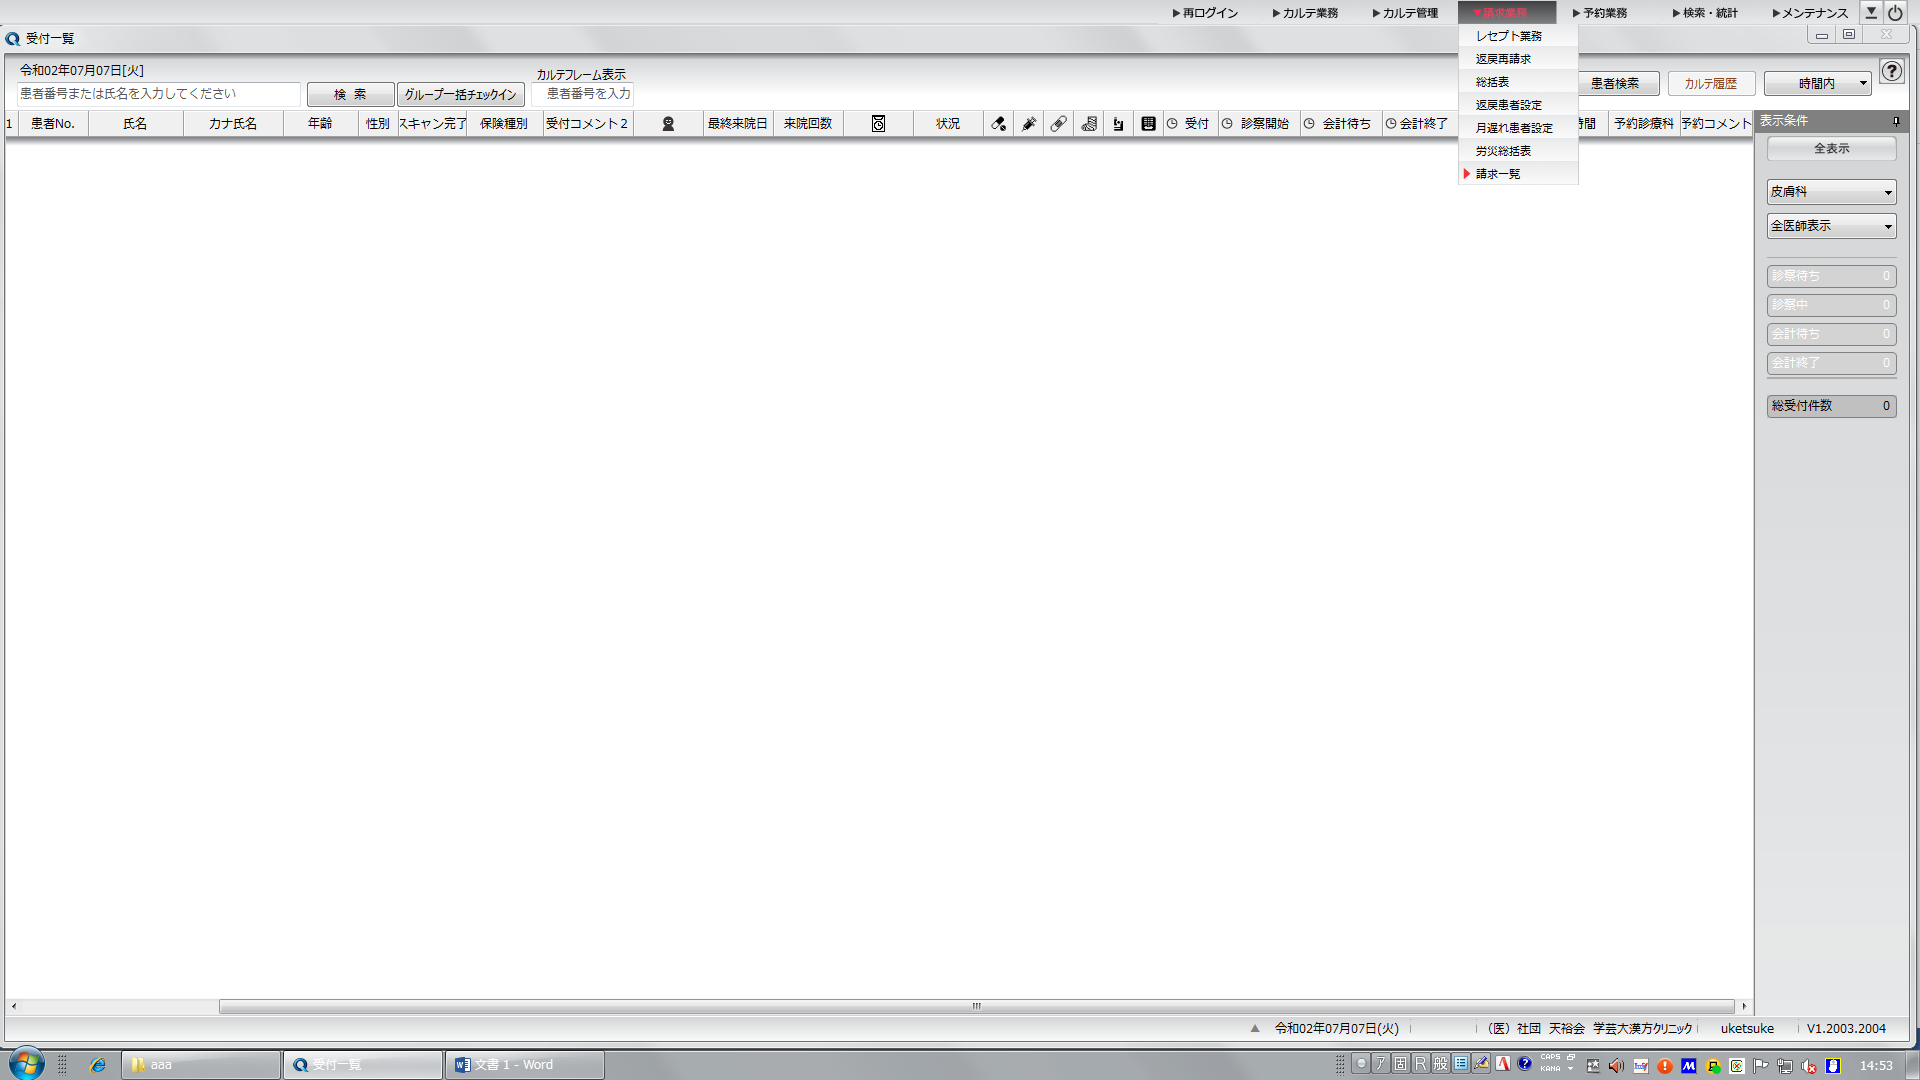 ▶再ログイン ▶カルテ業務 ▶カルテ管理 ▼請求業務 ▶予約業務 ▶検索・統計 ▶メンテナンス
受付一覧
レセプト業務
返戻再請求
総括表
返戻患者設定
月遅れ患者設定
労災総括表
請求一覧
令和02年07月07日[火]
カルテフレーム表示
患者番号または氏名を入力してください 検 索 グループ一括チェックイン 患者番号を入力
患者検索 カルテ履歴 時間内 ?
1 患者No. 氏名 カナ氏名 年齢 性別 スキャン完了 保険種別 受付コメント2 最終来院日 来院回数 状況 受付 診察開始 会計待ち 会計終了 時間 予約診療科 予約コメント
表示条件
全表示
皮膚科
全医師表示
診察待ち 0
診察中 0
会計待ち 0
会計終了 0
総受付件数 0
令和02年07月07日(火) (医)社団 天裕会 学芸大漢方クリニック uketsuke V1.2003.2004
aaa 受付一覧 文書 1 - Word
ア 固 R 般 CAPS KANA 14:53